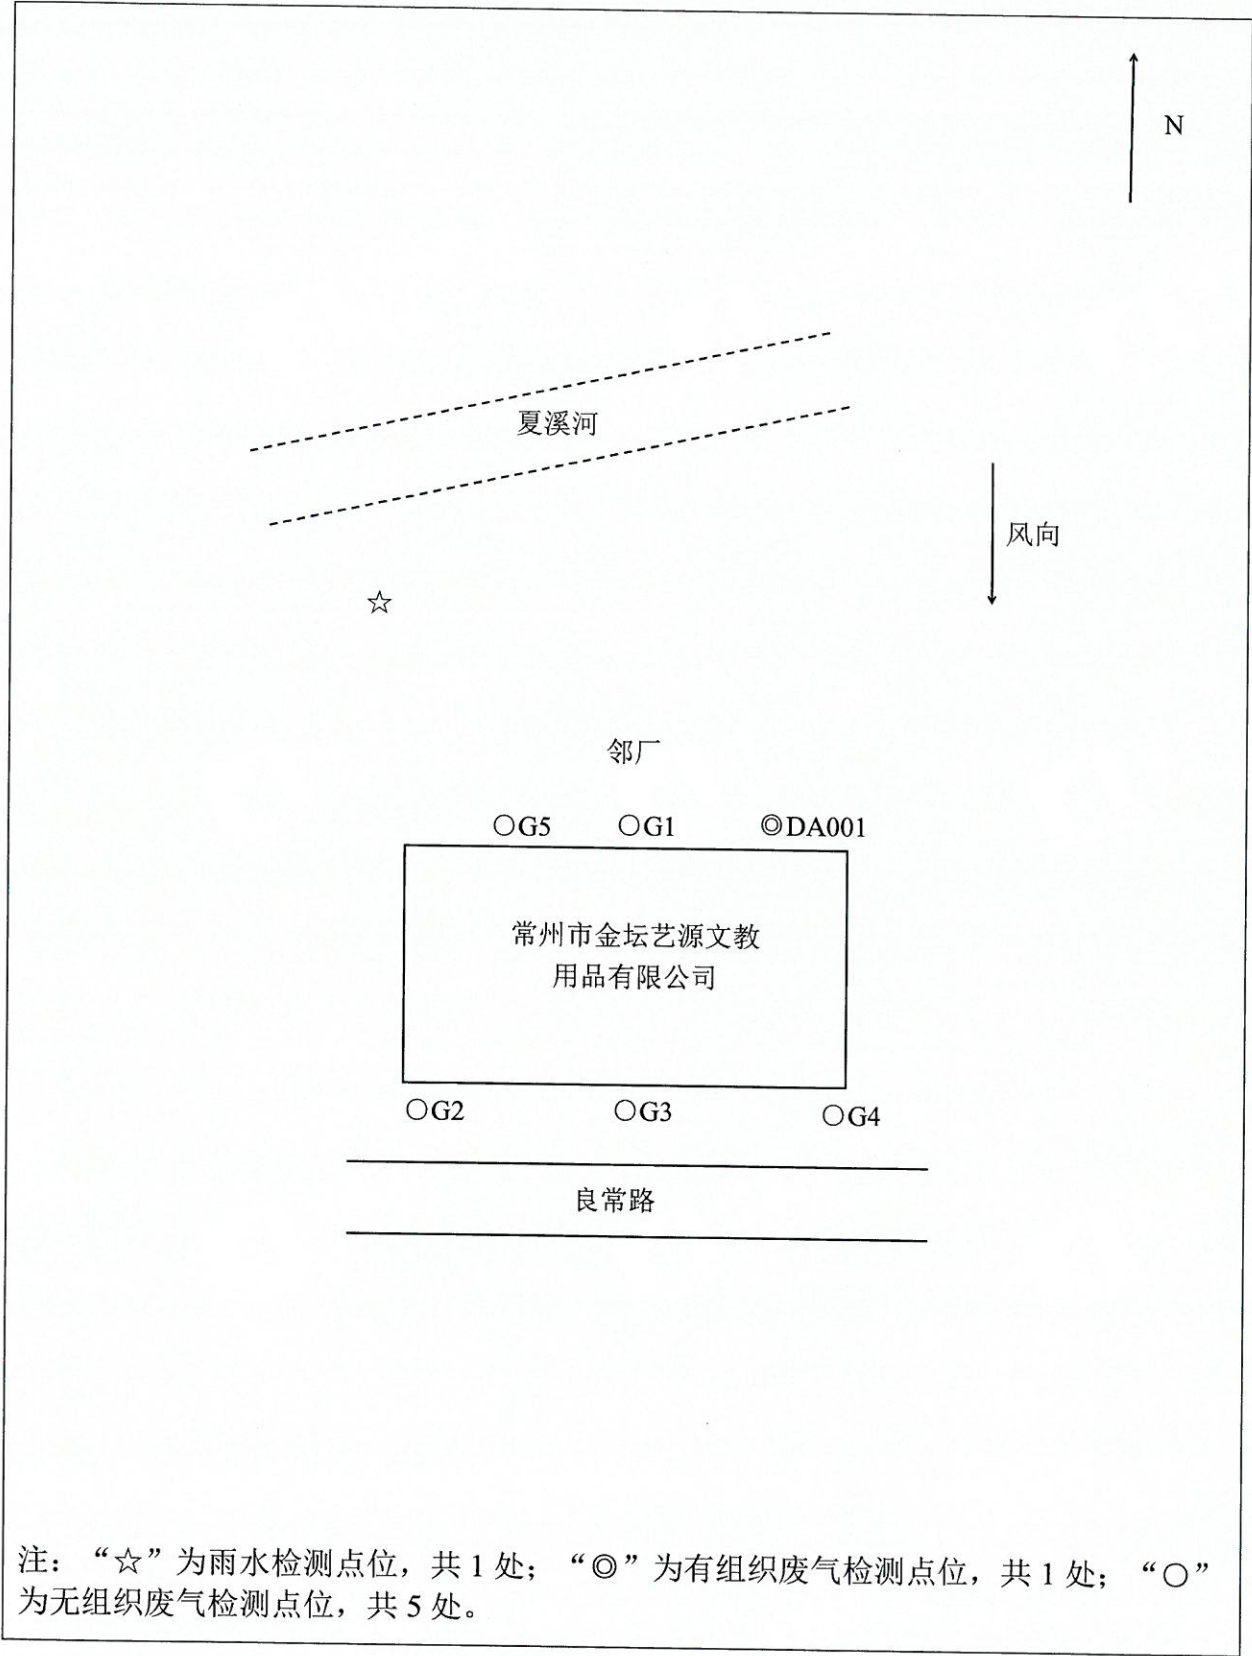 N
夏溪河
风向
☆
邻厂
○G5 ○G1 ◎DA001
常州市金坛艺源文教
用品有限公司
○G2 ○G3 ○G4
良常路
注：“☆”为雨水检测点位，共 1 处；“◎”为有组织废气检测点位，共 1 处；“○”
为无组织废气检测点位，共 5 处。